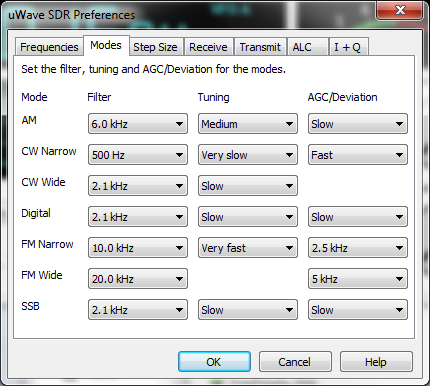 uWave SDR Preferences
Frequencies Modes Step Size Receive Transmit ALC I + Q
Set the filter, tuning and AGC/Deviation for the modes.
Mode Filter Tuning AGC/Deviation
AM 6.0 kHz Medium Slow
CW Narrow 500 Hz Very slow Fast
CW Wide 2.1 kHz Slow
Digital 2.1 kHz Slow Slow
FM Narrow 10.0 kHz Very fast 2.5 kHz
FM Wide 20.0 kHz 5 kHz
SSB 2.1 kHz Slow Slow
OK Cancel Help